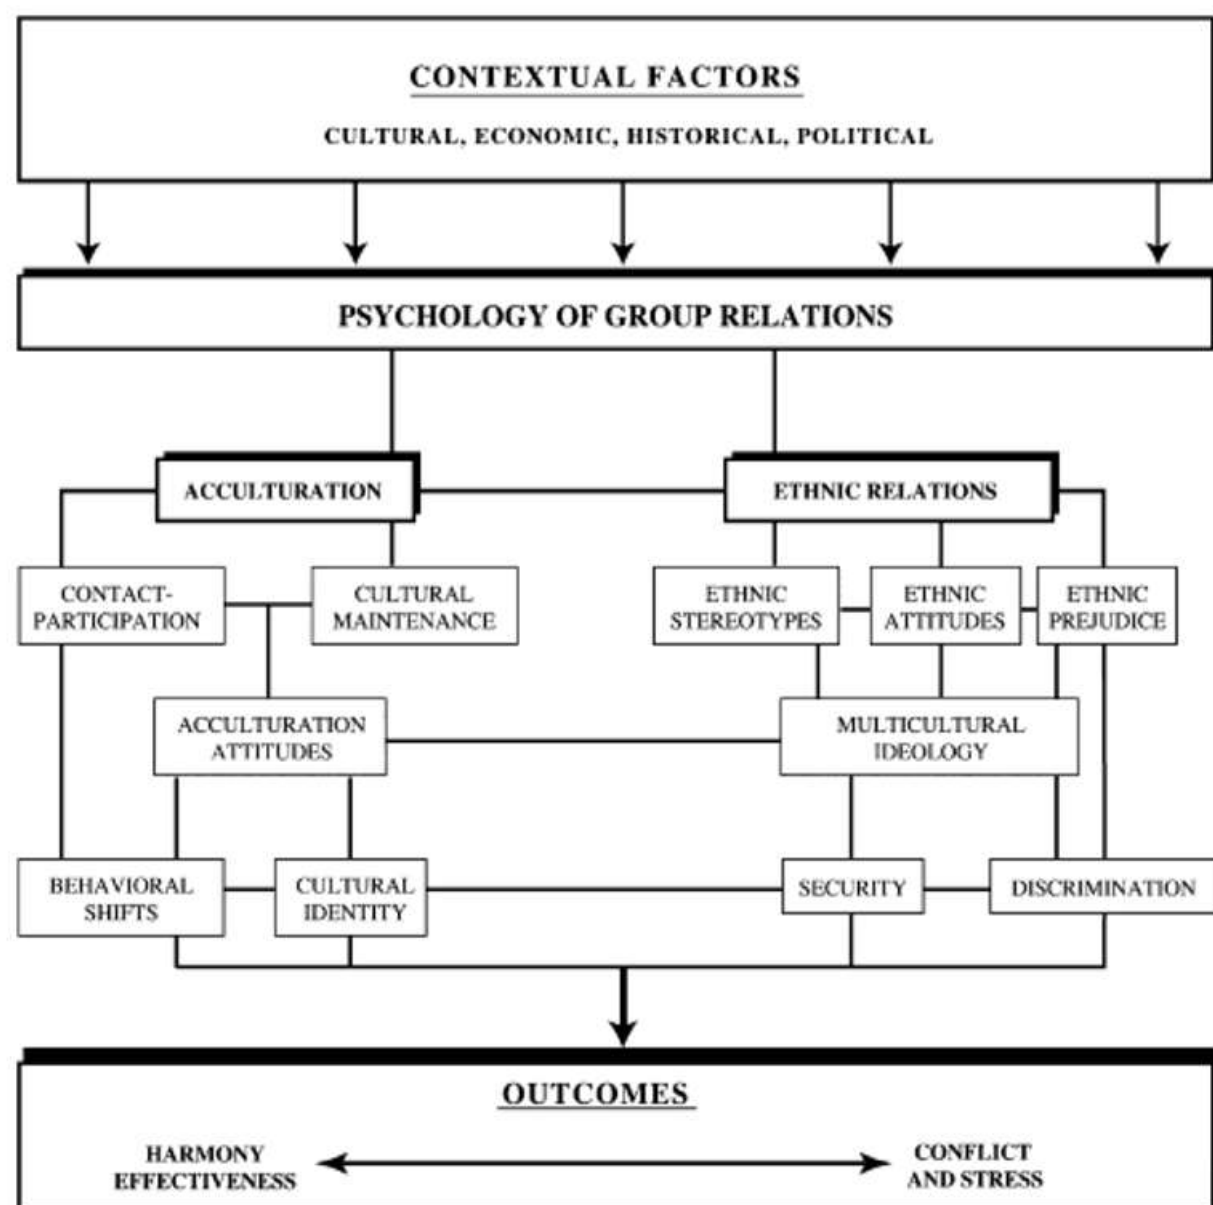 CONTEXTUAL FACTORS
CULTURAL, ECONOMIC, HISTORICAL, POLITICAL
PSYCHOLOGY OF GROUP RELATIONS
ACCULTURATION
ETHNIC RELATIONS
CONTACT-
PARTICIPATION
CULTURAL
MAINTENANCE
ETHNIC
STEREOTYPES
ETHNIC
ATTITUDES
ETHNIC
PREJUDICE
ACCULTURATION
ATTITUDES
MULTICULTURAL
IDEOLOGY
BEHAVIORAL
SHIFTS
CULTURAL
IDENTITY
SECURITY
DISCRIMINATION
OUTCOMES
HARMONY
EFFECTIVENESS
CONFLICT
AND STRESS